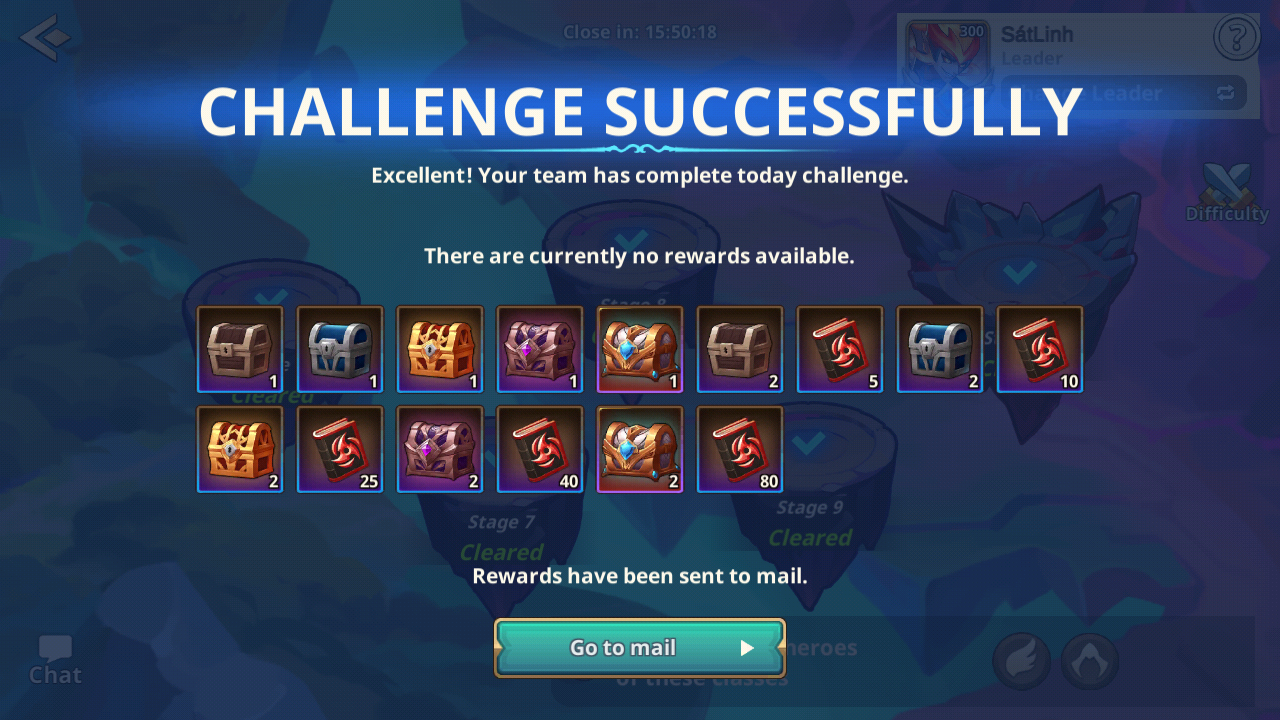 Close in: 15:50:18
300
SátLinh
Leader
Leader
CHALLENGE SUCCESSFULLY
Excellent! Your team has complete today challenge.
Difficulty
There are currently no rewards available.
Stage 8
1
1
1
1
1
2
5
2
10
Cleared
2
25
2
40
2
80
Stage 7
Cleared
Stage 9
Cleared
Rewards have been sent to mail.
Go to mail
heroes
of these classes
Chat